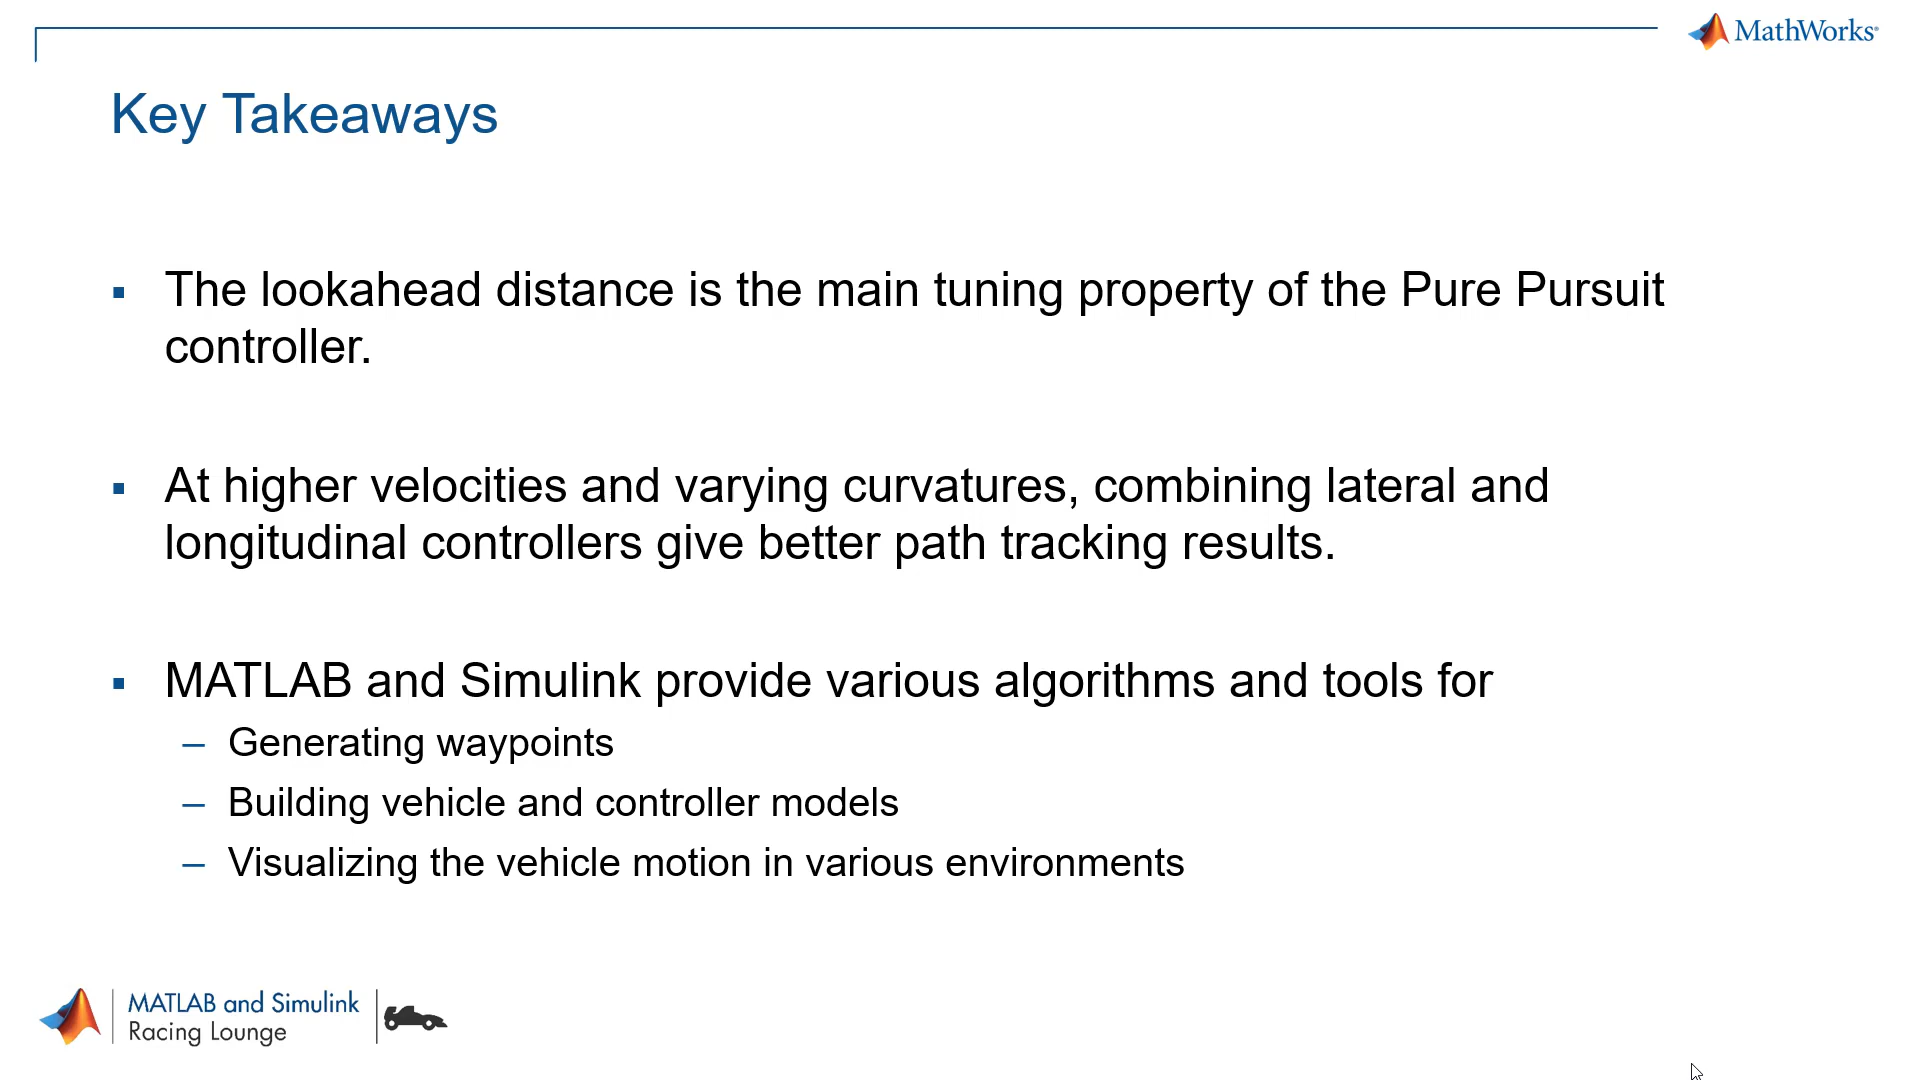 MathWorks®
Key Takeaways
▪ The lookahead distance is the main tuning property of the Pure Pursuit
controller.
▪ At higher velocities and varying curvatures, combining lateral and
longitudinal controllers give better path tracking results.
▪ MATLAB and Simulink provide various algorithms and tools for
– Generating waypoints
– Building vehicle and controller models
– Visualizing the vehicle motion in various environments
MATLAB and Simulink
Racing Lounge